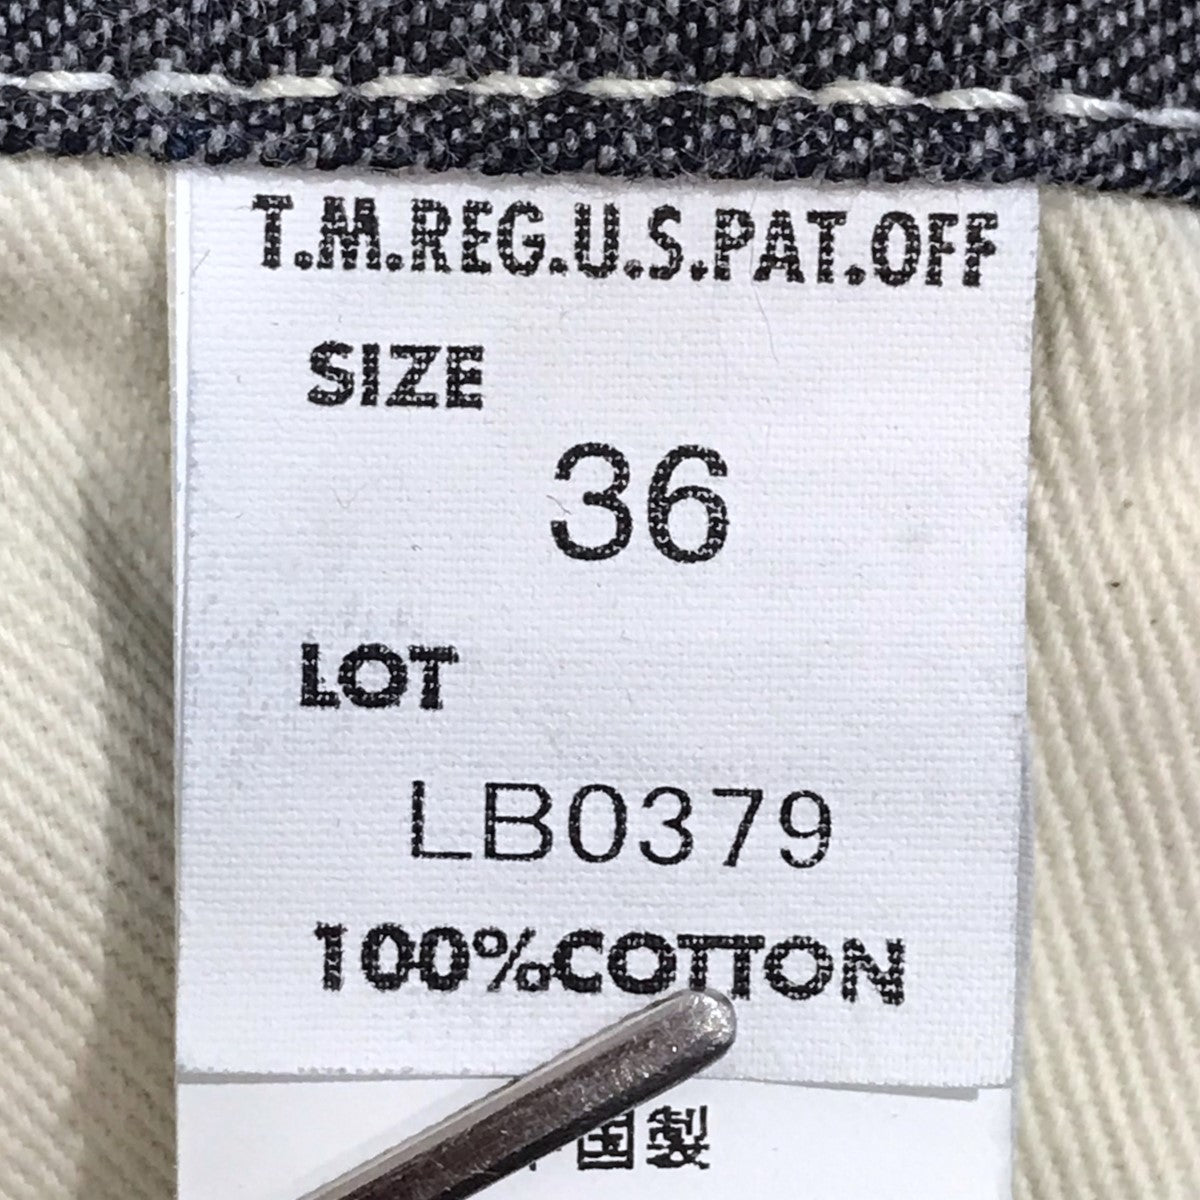 T.M.REG.U.S.PAT.OFF
SIZE
36
LOT
LB0379
100%COTTON
国製